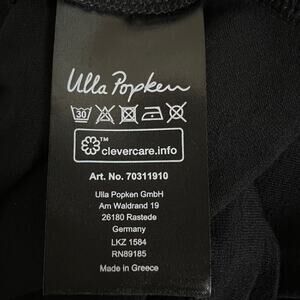 Ulla Popken
30
clevercare.info
™
Art. No. 70311910
Ulla Popken GmbH
Am Waldrand 19
26180 Rastede
Germany
LKZ 1584
RN89185
Made in Greece